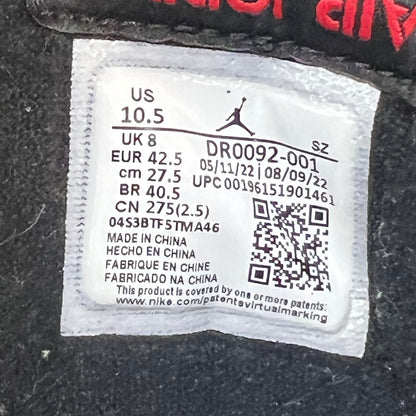 US
10.5
UK 8
EUR 42.5
cm 27.5
BR 40.5
CN 275(2.5)
04S3BTF5TMA46
SZ
DR0092-001
05/11/22 | 08/09/22
UPC 00196151901461
MADE IN CHINA
HECHO EN CHINA
FABRIQUE EN CHINE
FABRICADO NA CHINA
This product is covered by one or more patents:
www.nike.com/patentsvirtualmarking